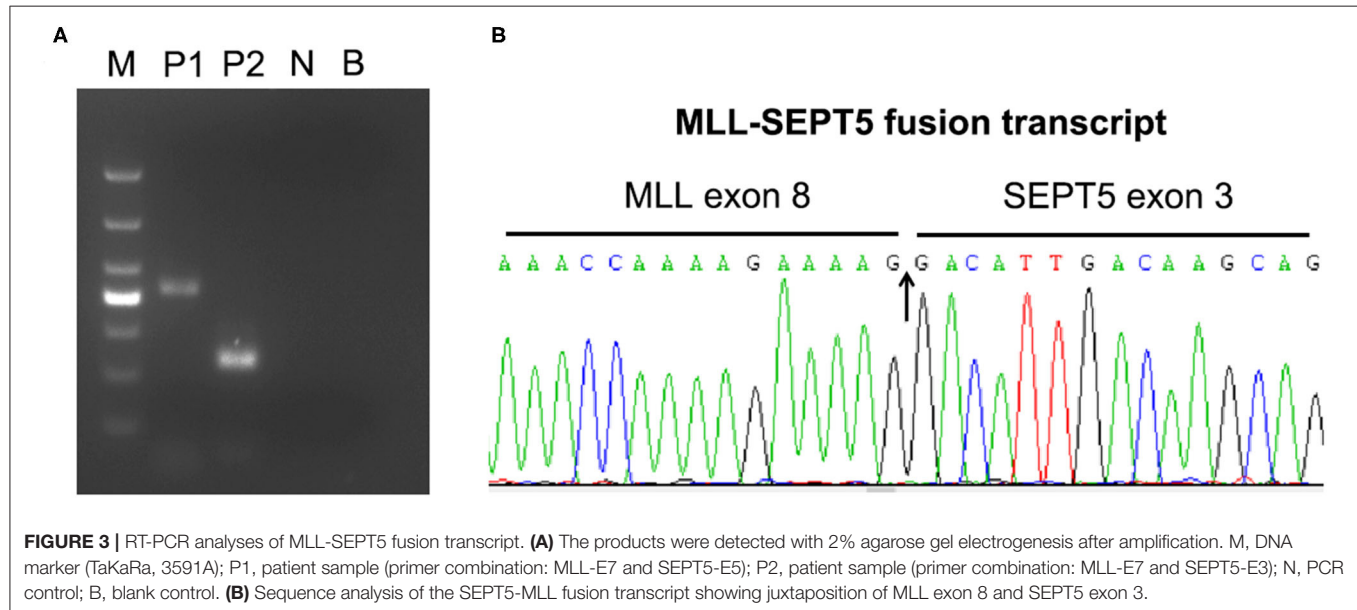 A
M P1 P2 N B
B
MLL-SEPT5 fusion transcript
MLL exon 8 SEPT5 exon 3
A A A C C A A A A G A A A A G G A C A T T G A C A A G C A G
FIGURE 3 | RT-PCR analyses of MLL-SEPT5 fusion transcript. (A) The products were detected with 2% agarose gel electrogenesis after amplification. M, DNA
marker (TaKaRa, 3591A); P1, patient sample (primer combination: MLL-E7 and SEPT5-E5); P2, patient sample (primer combination: MLL-E7 and SEPT5-E3); N, PCR
control; B, blank control. (B) Sequence analysis of the SEPT5-MLL fusion transcript showing juxtaposition of MLL exon 8 and SEPT5 exon 3.